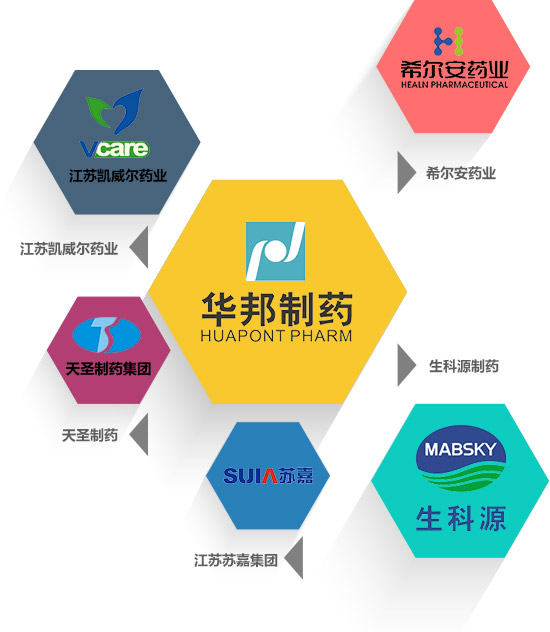 希尔安药业
HEALN PHARMACEUTICAL
希尔安药业
Vcare
江苏凯威尔药业
江苏凯威尔药业
华邦制药
HUAPONT PHARM
TS
天圣制药集团
天圣制药
生科源制药
MABSKY
生科源
SUIA苏嘉
江苏苏嘉集团